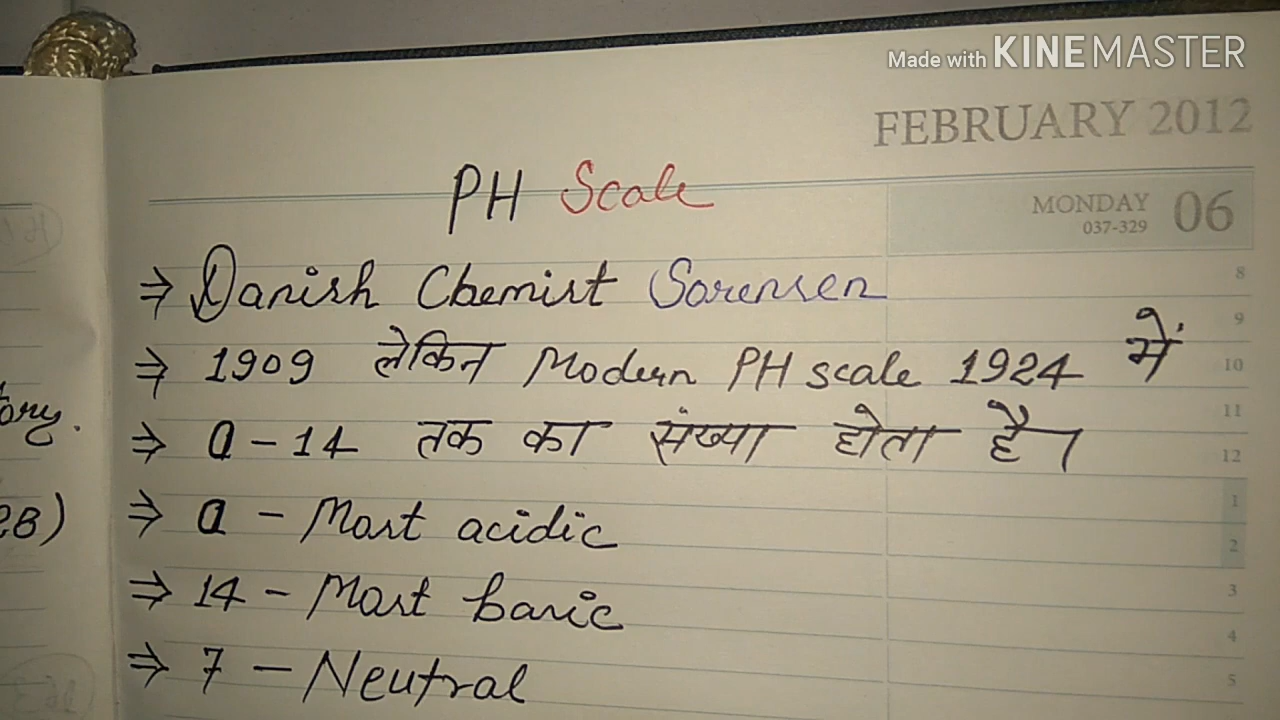 Made with KINEMASTER
FEBRUARY 2012
MONDAY 06
037-329
PH Scale
⇒ Danish Chemist Sorensen
⇒ 1909 लेकिन Modern PH scale 1924 में
⇒ 0-14 तक का संख्या होता है।
⇒ 0 - Most acidic
⇒ 14 - Most basic
⇒ 7 - Neutral
ory.
8
9
10
11
12
1
2
3
4
5